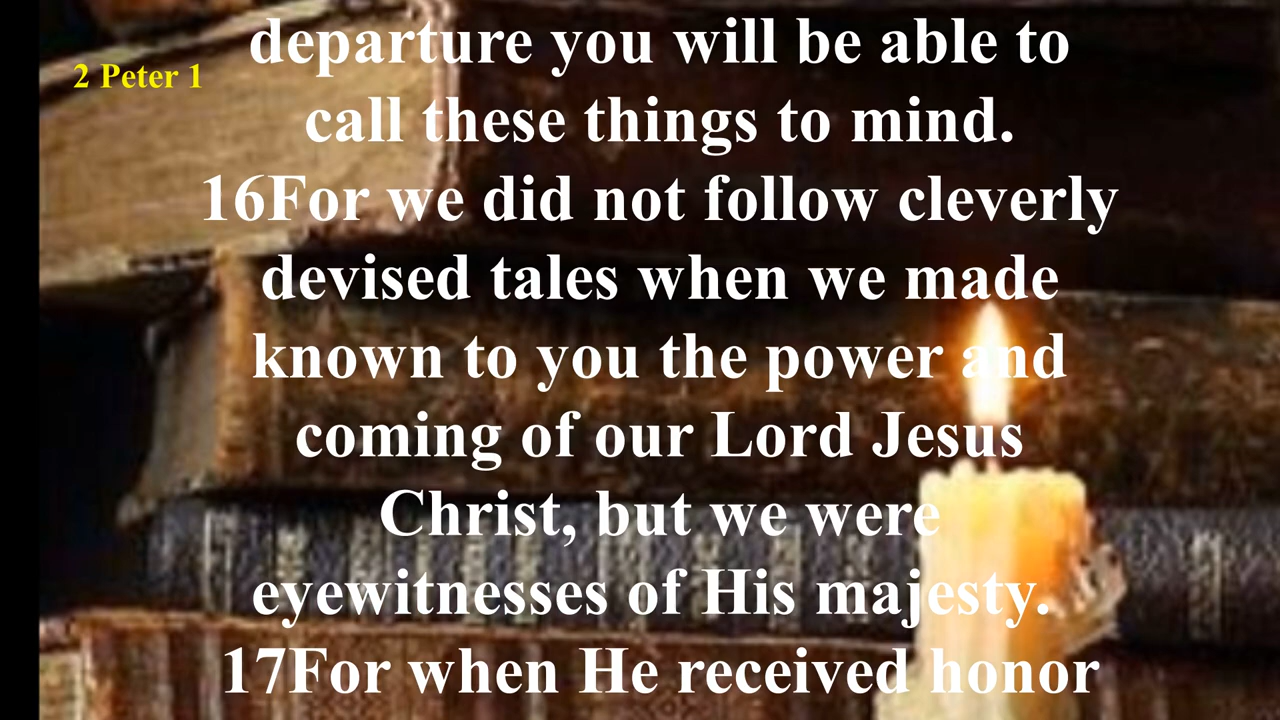 2 Peter 1
departure you will be able to
call these things to mind.
16For we did not follow cleverly
devised tales when we made
known to you the power and
coming of our Lord Jesus
Christ, but we were
eyewitnesses of His majesty.
17For when He received honor